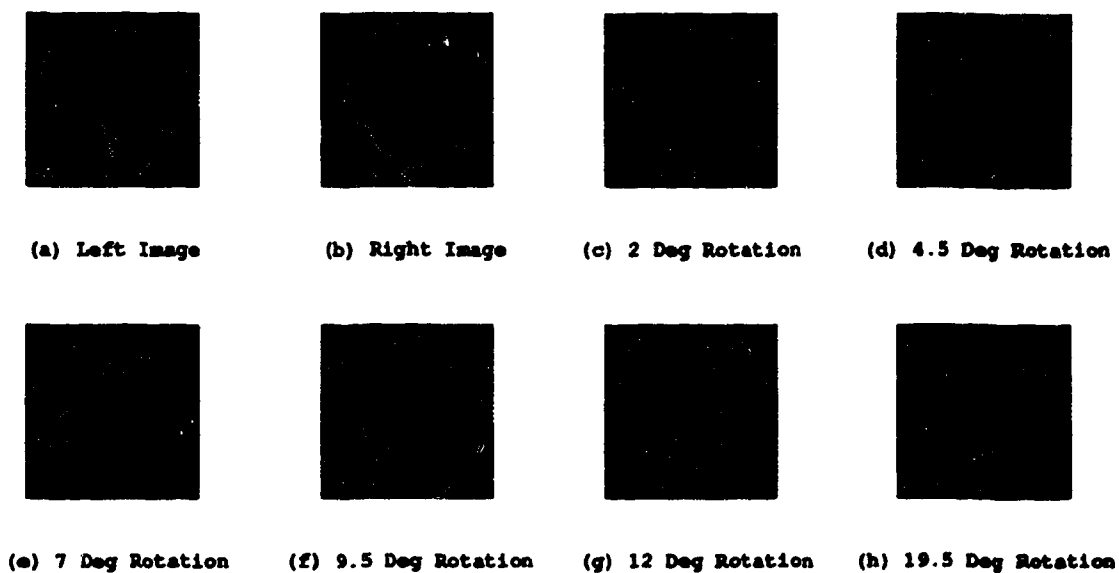 (a) Left Image (b) Right Image (c) 2 Deg Rotation (d) 4.5 Deg Rotation
(e) 7 Deg Rotation (f) 9.5 Deg Rotation (g) 12 Deg Rotation (h) 19.5 Deg Rotation